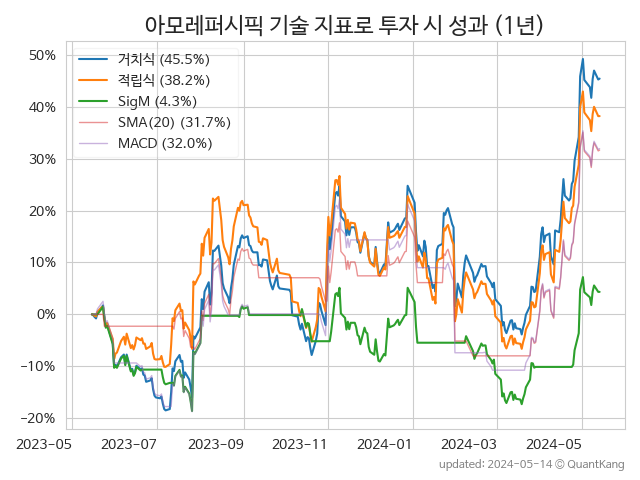 아모레퍼시픽 기술 지표로 투자 시 성과 (1년)
50%
40%
30%
20%
10%
0%
−10%
−20%
거치식 (45.5%)
적립식 (38.2%)
SigM (4.3%)
SMA(20) (31.7%)
MACD (32.0%)
2023-05 2023-07 2023-09 2023-11 2024-01 2024-03 2024-05
updated: 2024-05-14 © QuantKang